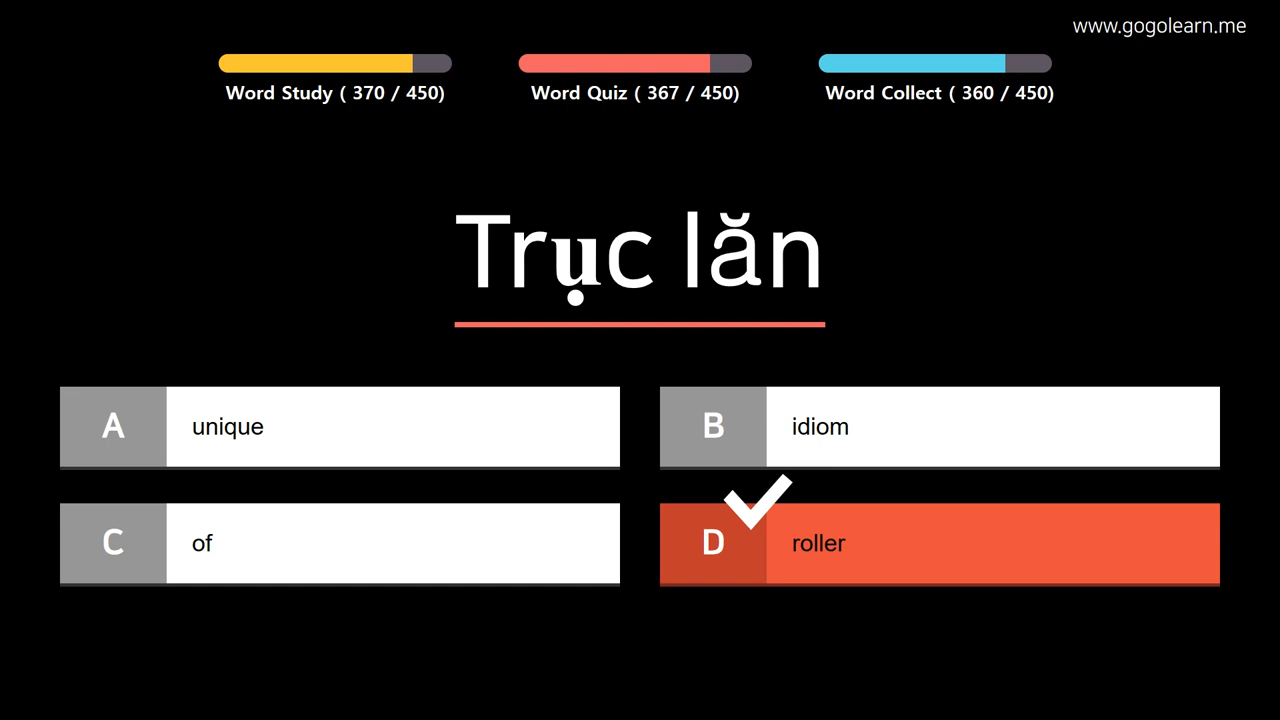 www.gogolearn.me
Word Study ( 370 / 450)
Word Quiz ( 367 / 450)
Word Collect ( 360 / 450)
Trục lăn
A unique
B idiom
C of
D roller